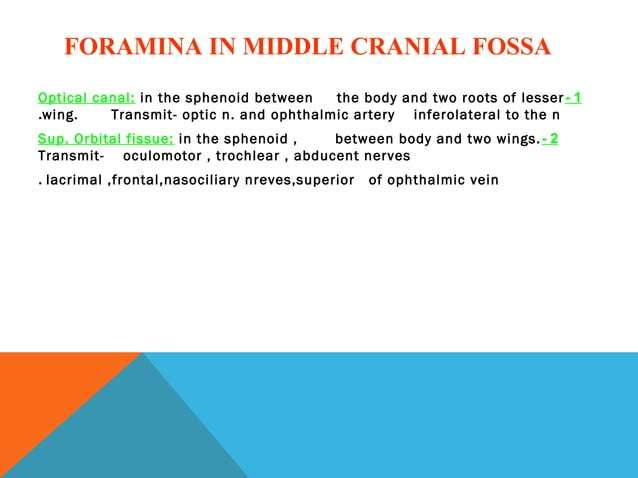 FORAMINA IN MIDDLE CRANIAL FOSSA
Optical canal: in the sphenoid between the body and two roots of lesser-1
.wing. Transmit- optic n. and ophthalmic artery inferolateral to the n
Sup. Orbital fissue: in the sphenoid , between body and two wings.-2
Transmit- oculomotor , trochlear , abducent nerves
. lacrimal ,frontal,nasociliary nreves,superior of ophthalmic vein